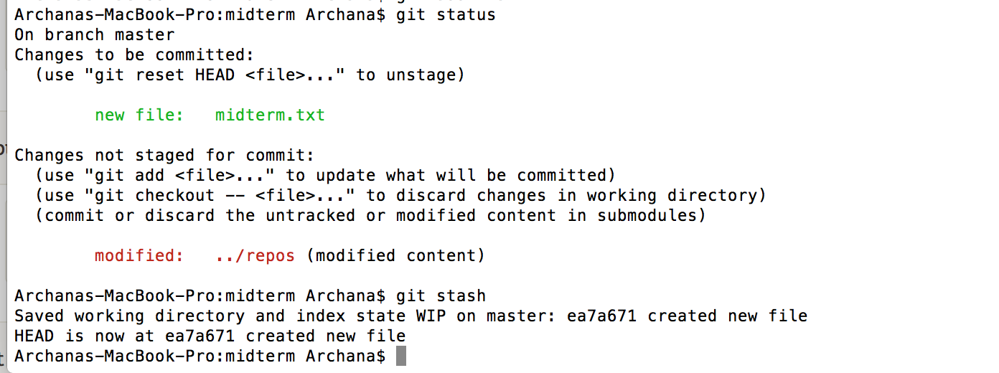 Archanas-MacBook-Pro:midterm Archana$ git status
On branch master
Changes to be committed:
  (use "git reset HEAD <file>..." to unstage)

        new file:   midterm.txt

Changes not staged for commit:
  (use "git add <file>..." to update what will be committed)
  (use "git checkout -- <file>..." to discard changes in working directory)
  (commit or discard the untracked or modified content in submodules)

        modified:   ../repos (modified content)

Archanas-MacBook-Pro:midterm Archana$ git stash
Saved working directory and index state WIP on master: ea7a671 created new file
HEAD is now at ea7a671 created new file
Archanas-MacBook-Pro:midterm Archana$